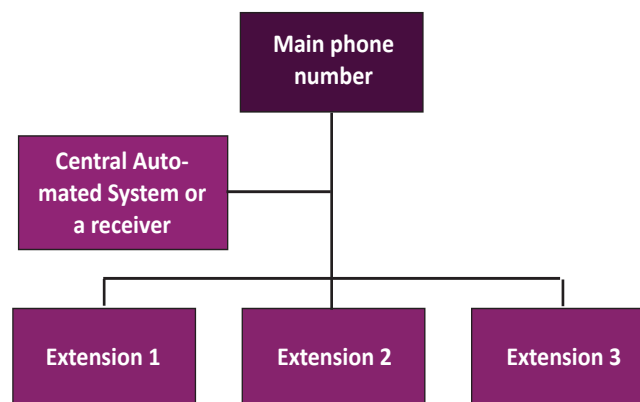 Main phone
number
Central Auto-
mated System or
a receiver
Extension 1
Extension 2
Extension 3